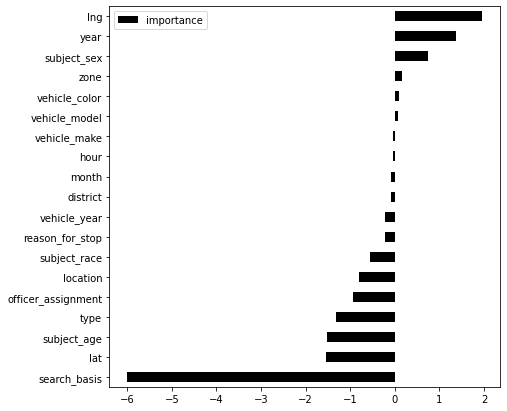 lng
importance
year
subject_sex
zone
vehicle_color
vehicle_model
vehicle_make
hour
month
district
vehicle_year
reason_for_stop
subject_race
location
officer_assignment
type
subject_age
lat
search_basis
−6 −5 −4 −3 −2 −1 0 1 2